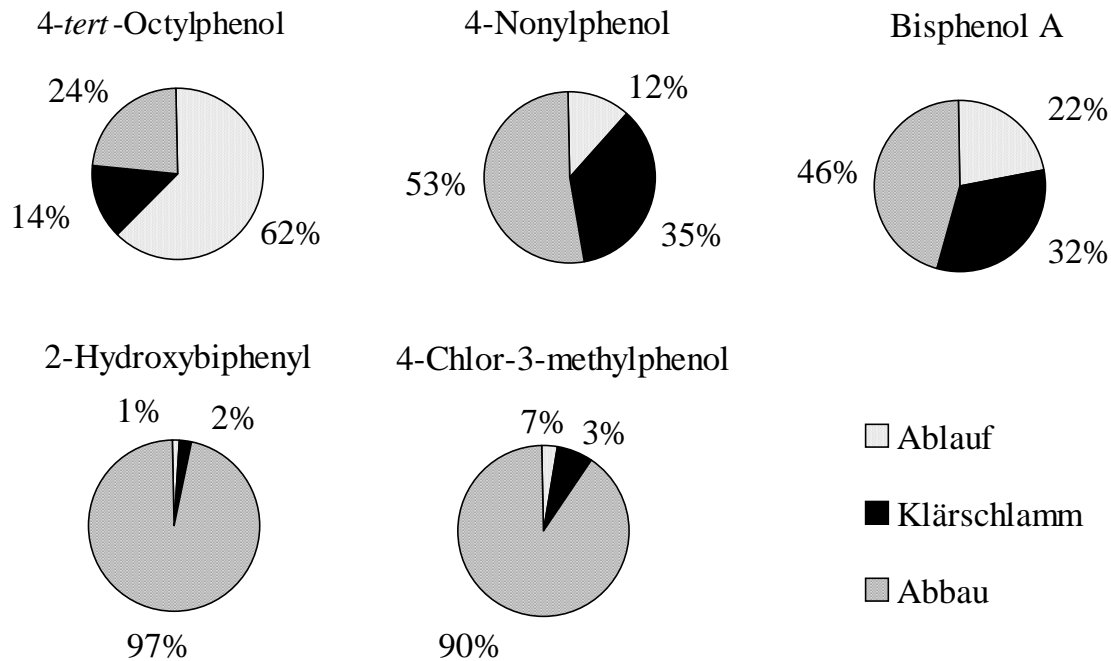 4-tert-Octylphenol
24%
14%
62%
4-Nonylphenol
12%
53%
35%
Bisphenol A
22%
46%
32%
2-Hydroxybiphenyl
1%
2%
97%
4-Chlor-3-methylphenol
7%
3%
90%
Ablauf
Klärschlamm
Abbau